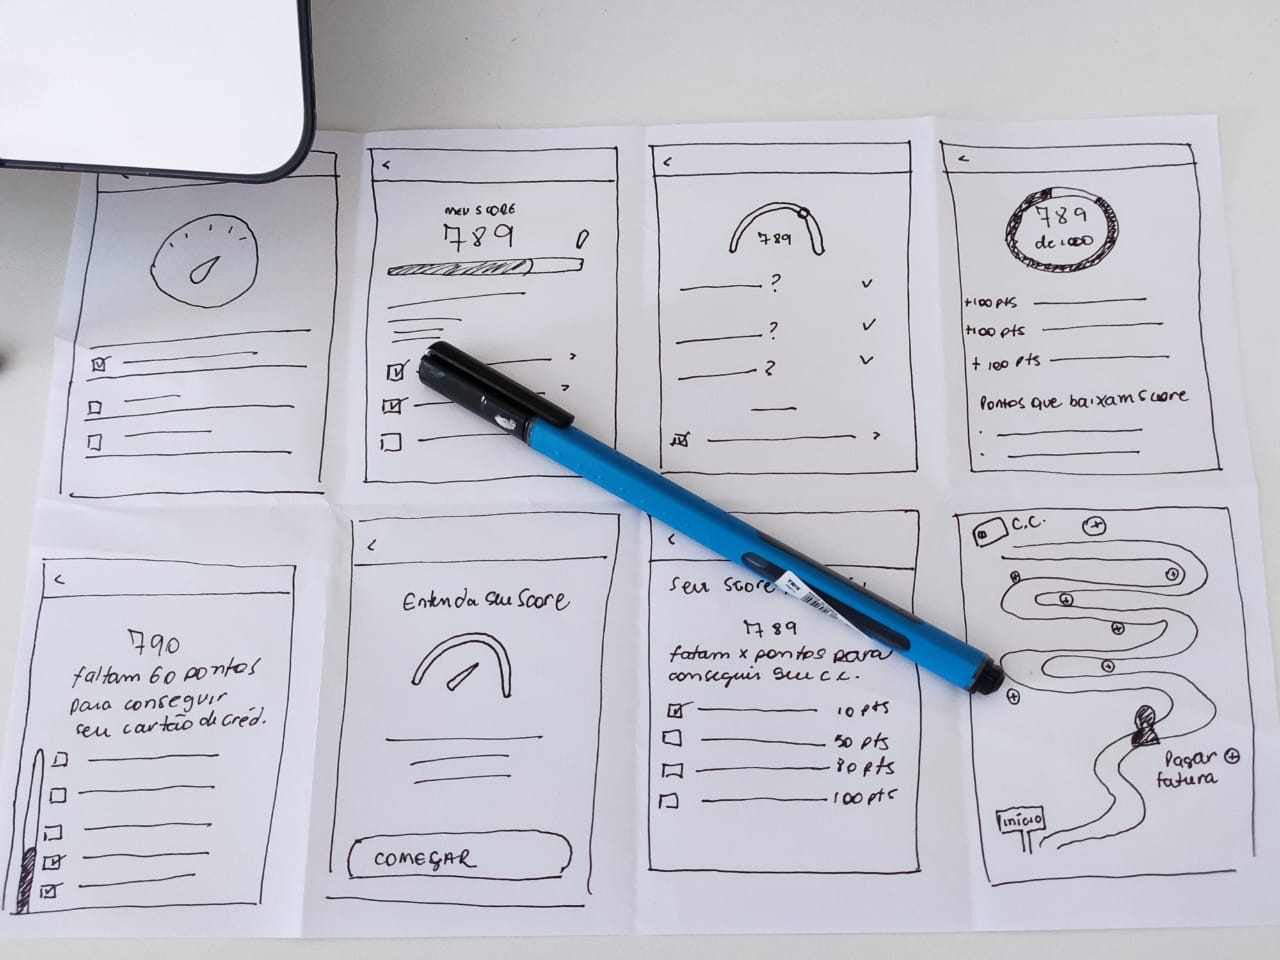 MEU SCORE
789
789
789
de 1000
+100 pts
+100 pts
+ 100 pts
Pontos que baixam score
790
faltam 60 pontos
para conseguir
seu cartão de créd.
Entenda seu Score
COMEÇAR
Seu score
789
fatam x pontos para
conseguir seu c.c.
10 pts
50 pts
80 pts
100 pts
C.C.
Pagar
fatura
início